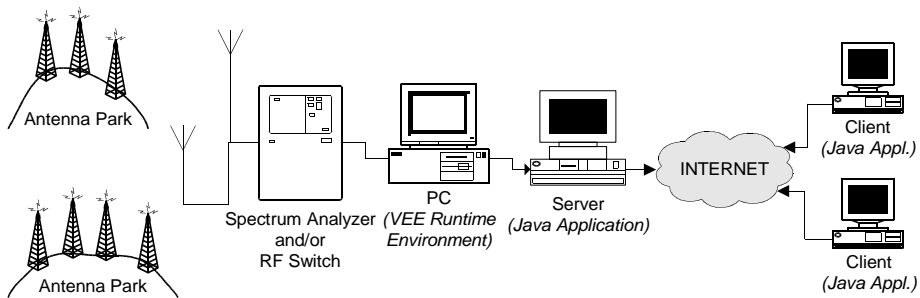 Antenna Park
Antenna Park
Spectrum Analyzer
and/or
RF Switch
PC
(VEE Runtime
Environment)
Server
(Java Application)
INTERNET
Client
(Java Appl.)
Client
(Java Appl.)